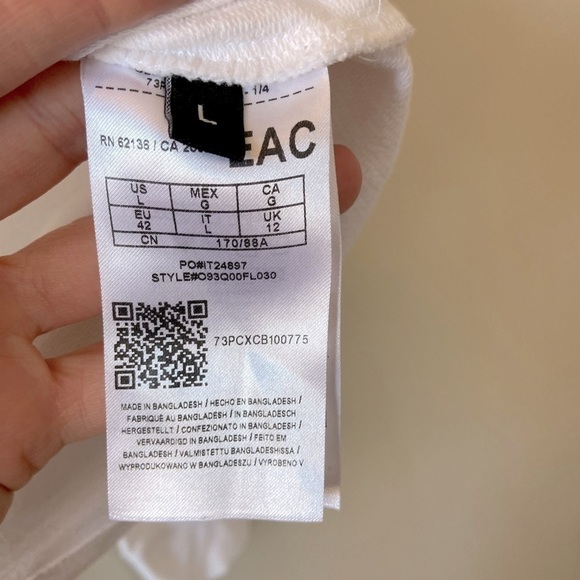 1/4
L
EAC
RN 62136 / CA
US MEX CA
L G G
EU IT UK
42 L 12
CN 170/88A
PO#IT24897
STYLE#O93Q00FL030
73PCXCB100775
MADE IN BANGLADESH / HECHO EN BANGLADESH /
FABRIQUÉ AU BANGLADESH / IN BANGLADESCH
HERGESTELLT / CONFEZIONATO IN BANGLADESH /
VERVAARDIGD IN BANGLADESH / FEITO EM
BANGLADESH / VALMISTETTU BANGLADESHISSA /
WYPRODUKOWANO W BANGLADESZU / VYROBENO V